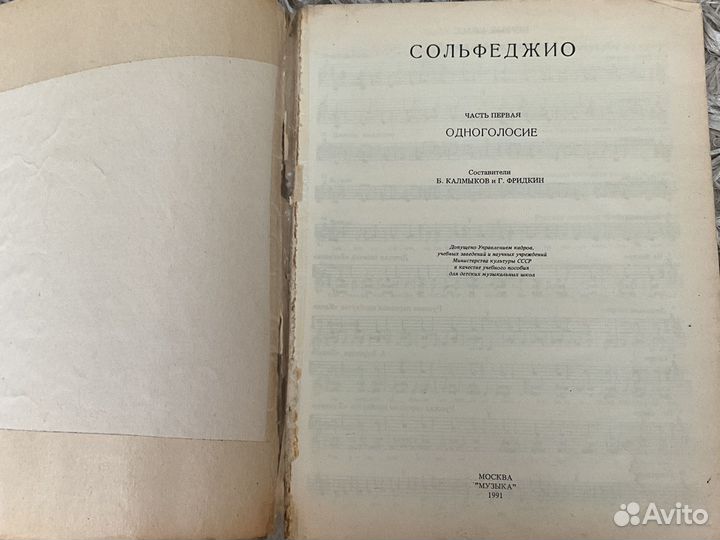 СОЛЬФЕДЖИО
ЧАСТЬ ПЕРВАЯ
ОДНОГОЛОСИЕ
Составители
Б. КАЛМЫКОВ и Г. ФРИДКИН
Допущено Управлением кадров,
учебных заведений и научных учреждений
Министерства культуры СССР
в качестве учебного пособия
для детских музыкальных школ
МОСКВА
"МУЗЫКА"
1991
Avito